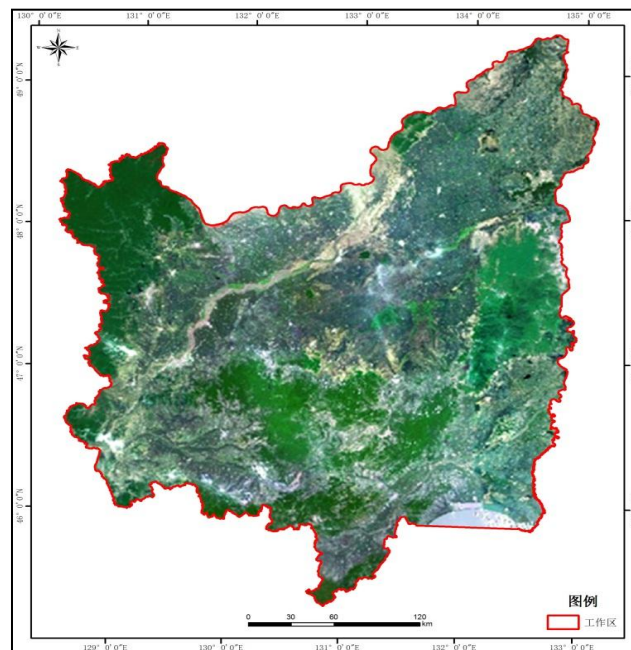 130° 0'0"E 131° 0'0"E 132° 0'0"E 133° 0'0"E 134° 0'0"E 135° 0'0"E
N
W E
S
49° 0'0"N
48° 0'0"N
47° 0'0"N
46° 0'0"N
图例
工作区
0 30 60 120
km
129° 0'0"E 130° 0'0"E 131° 0'0"E 132° 0'0"E 133° 0'0"E